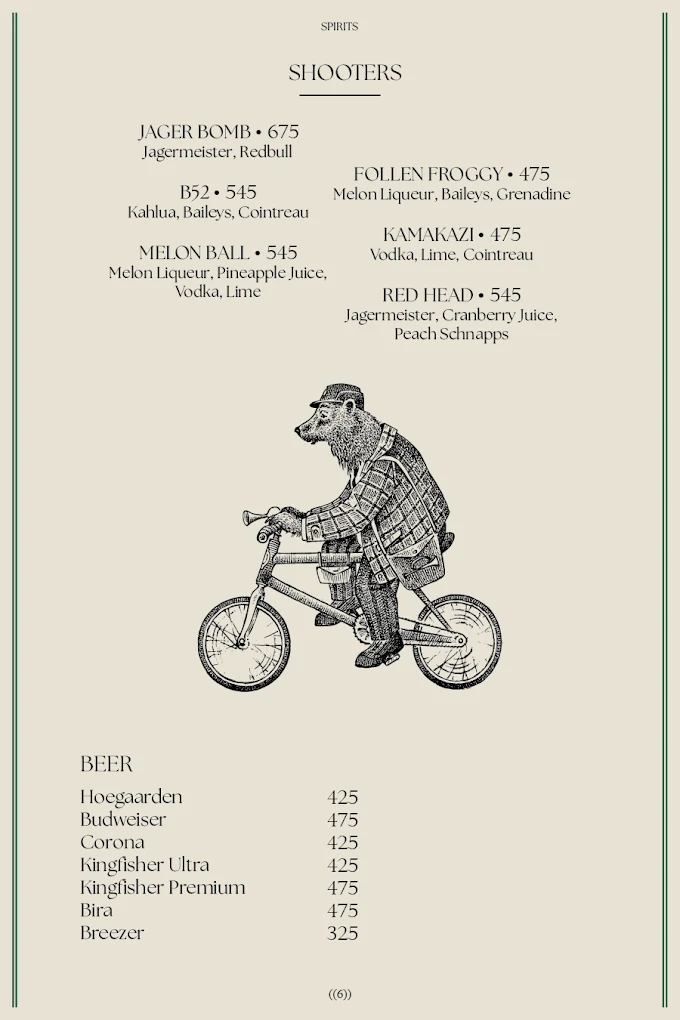 SPIRITS
SHOOTERS
JAGER BOMB • 675
Jagermeister, Redbull
B52 • 545
Kahlua, Baileys, Cointreau
MELON BALL • 545
Melon Liqueur, Pineapple Juice,
Vodka, Lime
FOLLEN FROGGY • 475
Melon Liqueur, Baileys, Grenadine
KAMAKAZI • 475
Vodka, Lime, Cointreau
RED HEAD • 545
Jagermeister, Cranberry Juice,
Peach Schnapps
BEER
Hoegaarden 425
Budweiser 475
Corona 425
Kingfisher Ultra 425
Kingfisher Premium 475
Bira 475
Breezer 325
((6))